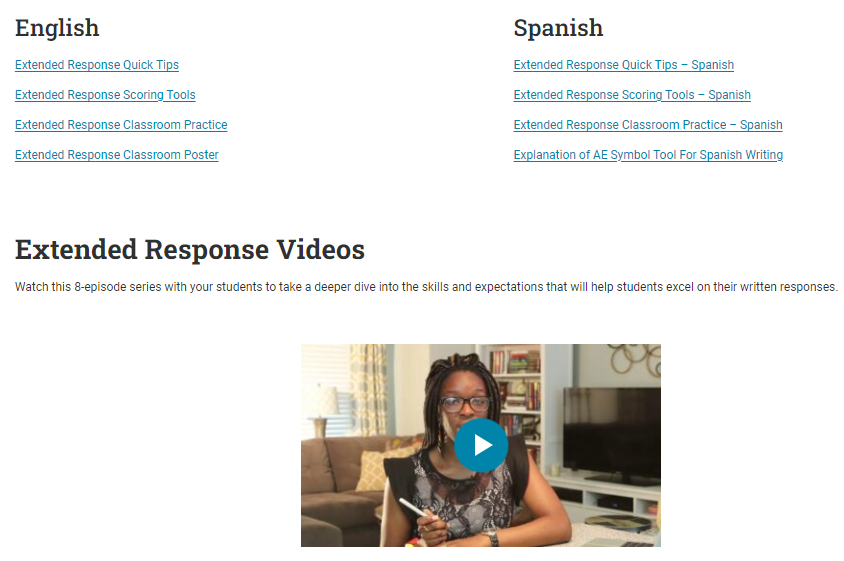 English
Extended Response Quick Tips
Extended Response Scoring Tools
Extended Response Classroom Practice
Extended Response Classroom Poster
Spanish
Extended Response Quick Tips – Spanish
Extended Response Scoring Tools – Spanish
Extended Response Classroom Practice – Spanish
Explanation of AE Symbol Tool For Spanish Writing
Extended Response Videos
Watch this 8-episode series with your students to take a deeper dive into the skills and expectations that will help students excel on their written responses.